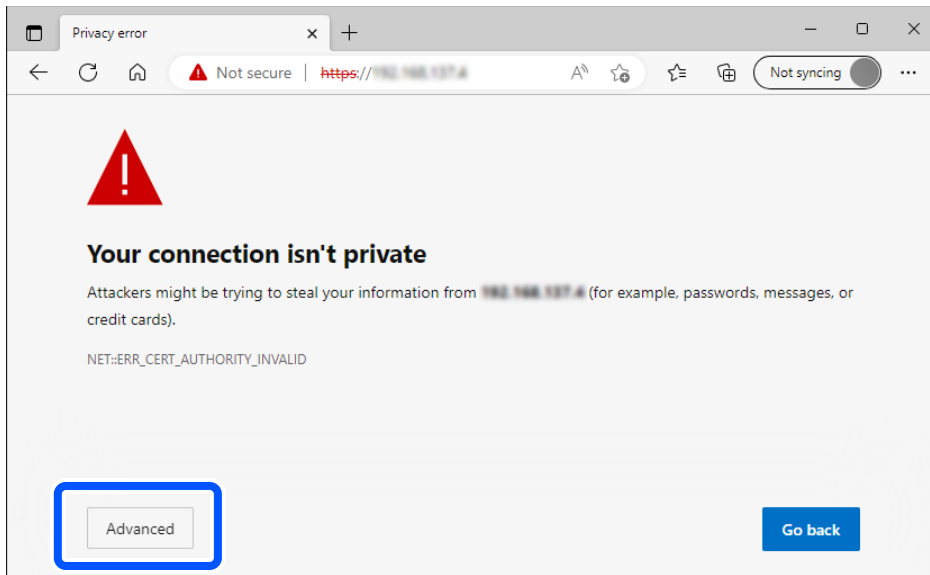 Privacy error
Not secure https://
Not syncing
Your connection isn't private
Attackers might be trying to steal your information from (for example, passwords, messages, or
credit cards).
NET::ERR_CERT_AUTHORITY_INVALID
Advanced
Go back